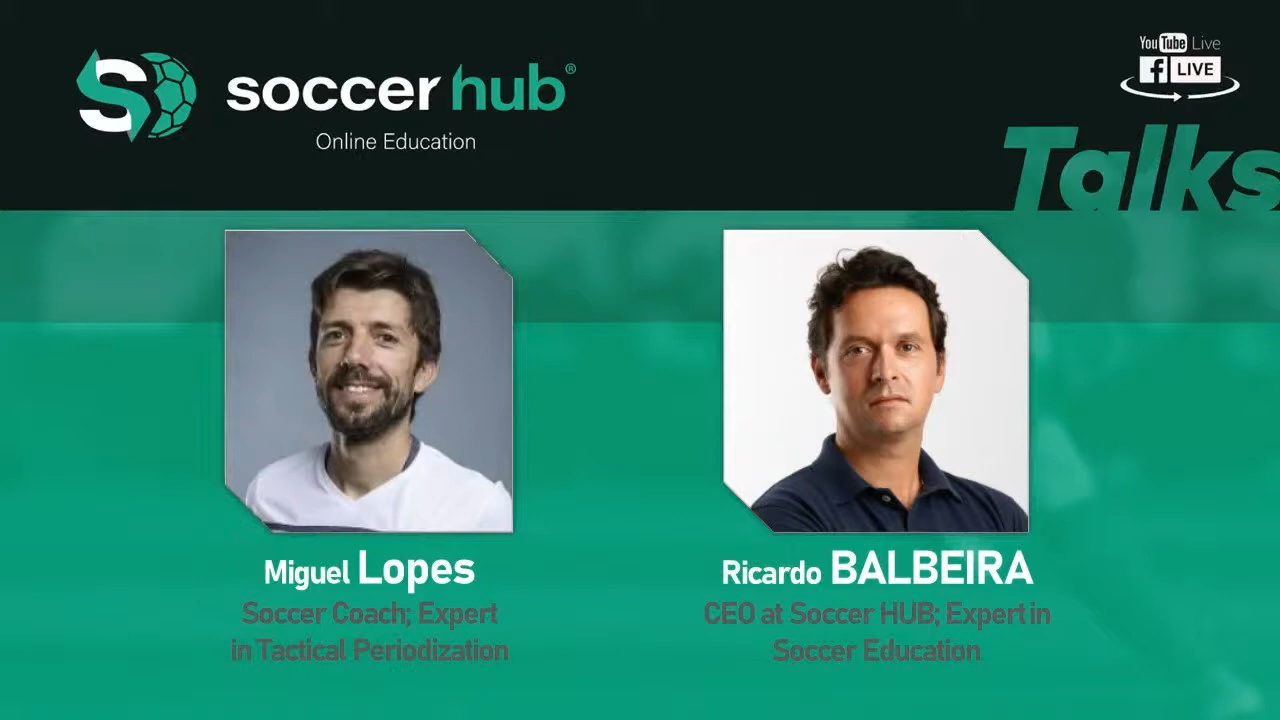 soccer hub®
Online Education
YouTube Live
f LIVE
Talks
Miguel Lopes
Soccer Coach; Expert
in Tactical Periodization
Ricardo BALBEIRA
CEO at Soccer HUB; Expert in
Soccer Education